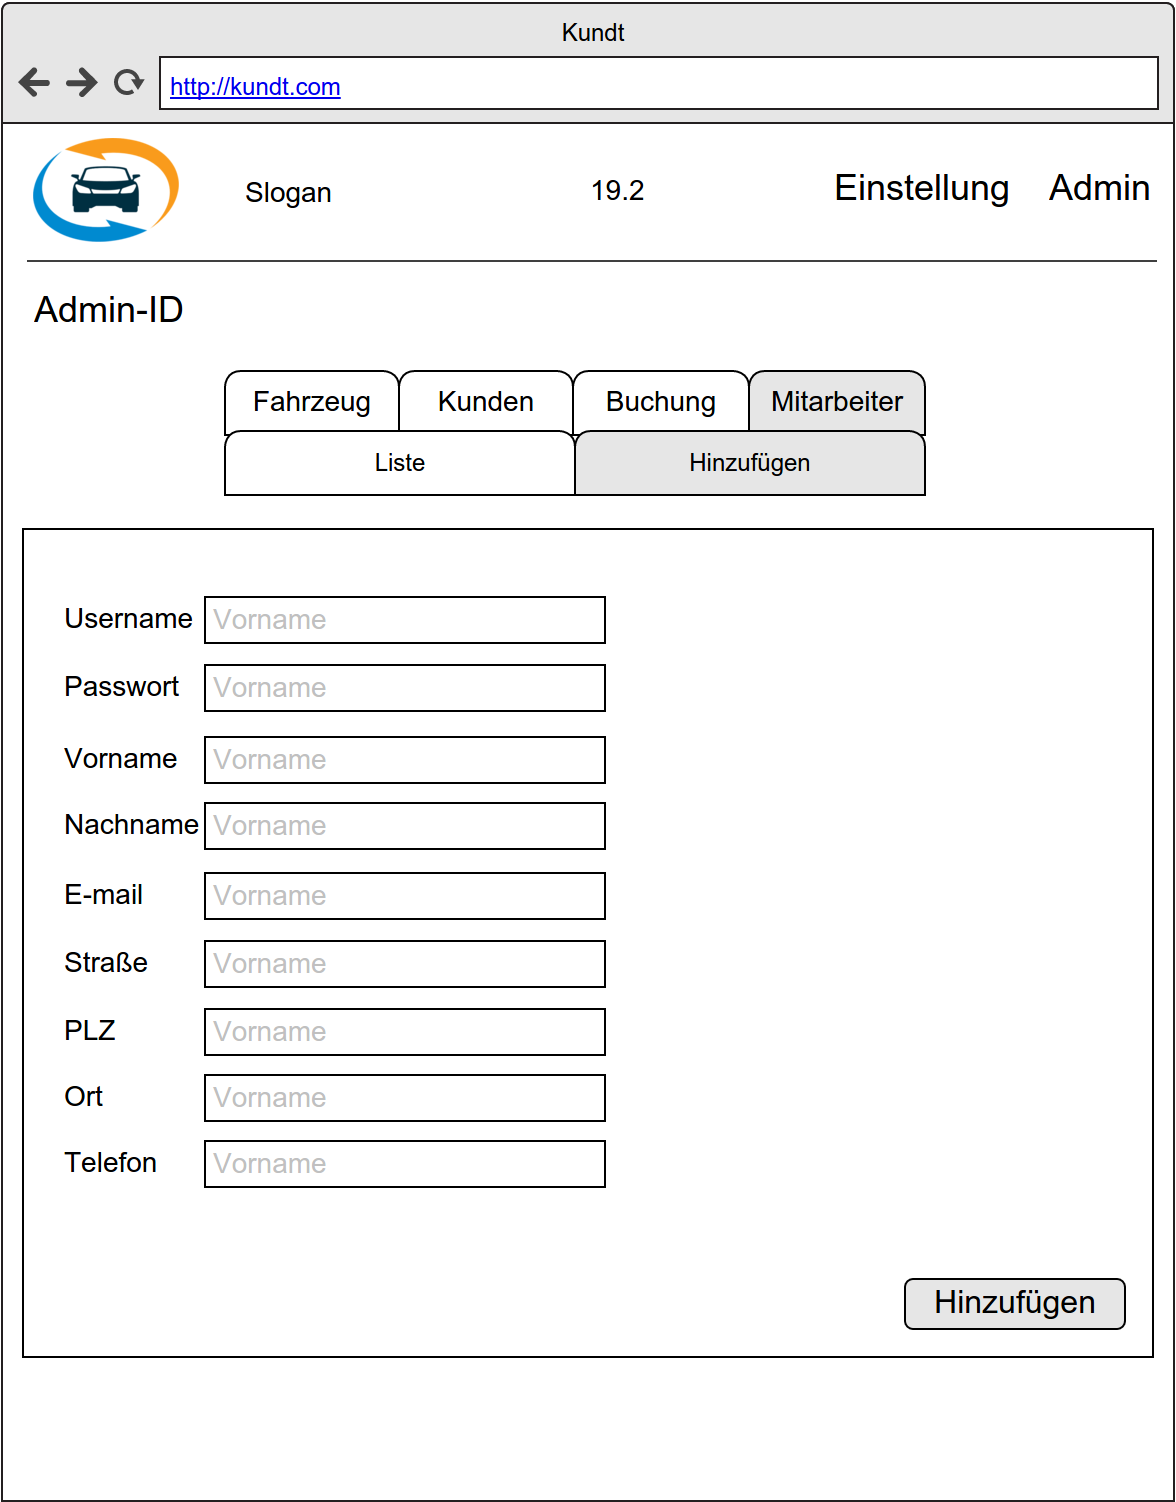 Kundt
http://kundt.com
Slogan 19.2 Einstellung Admin
Admin-ID
Fahrzeug Kunden Buchung Mitarbeiter
Liste Hinzufügen
Username Vorname
Passwort Vorname
Vorname Vorname
Nachname Vorname
E-mail Vorname
Straße Vorname
PLZ Vorname
Ort Vorname
Telefon Vorname
Hinzufügen